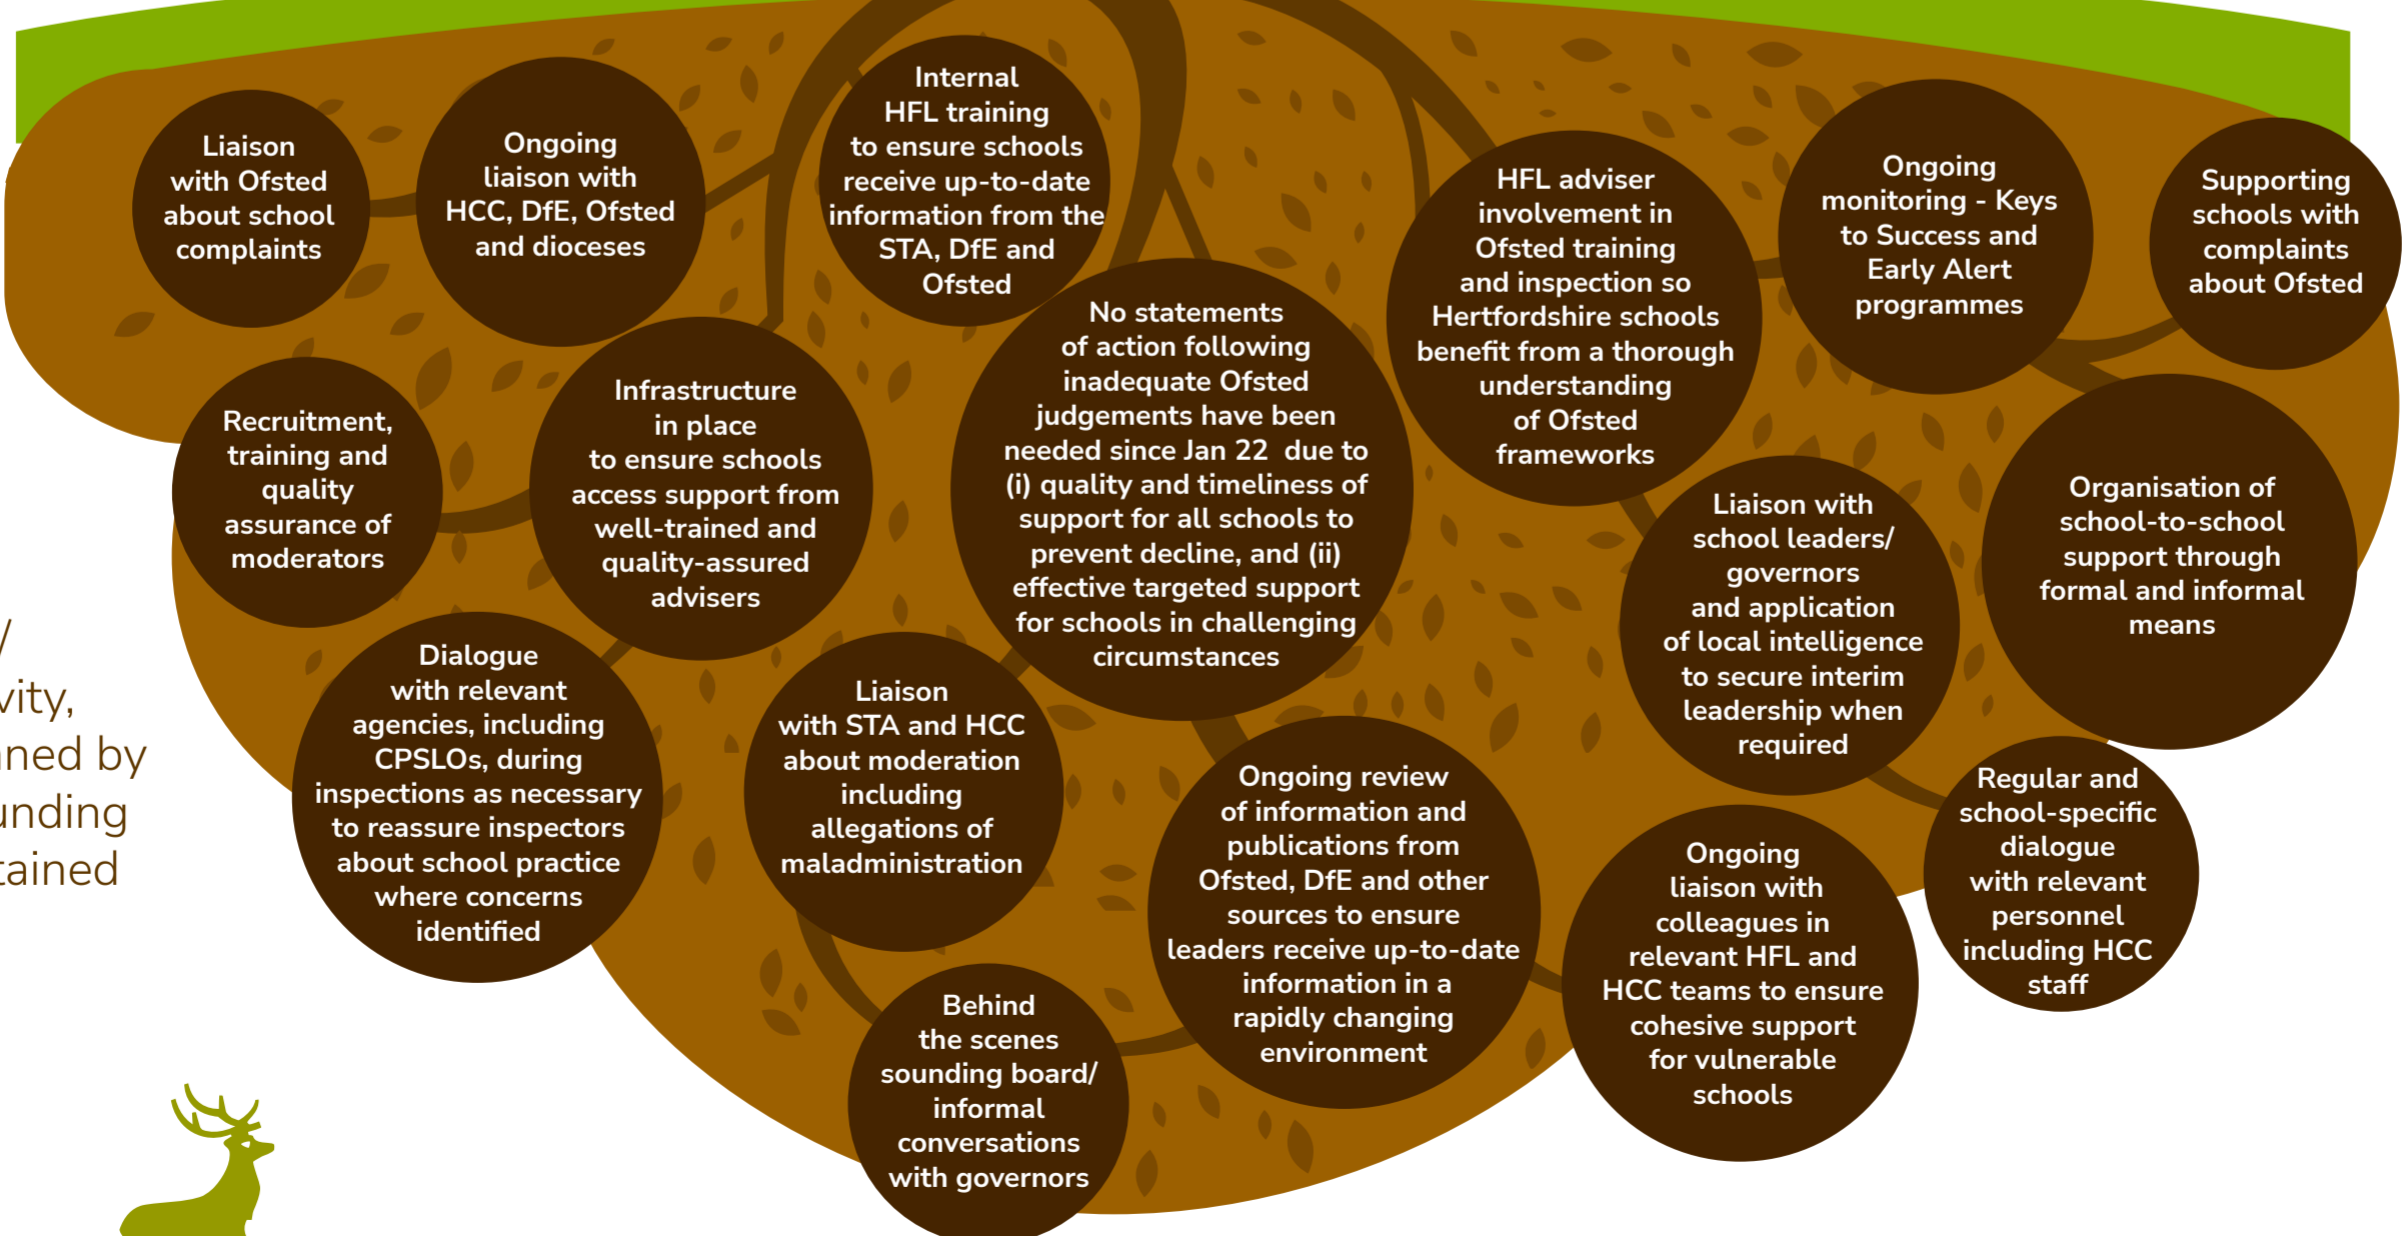 Liaison
with Ofsted
about school
complaints
Ongoing
liaison with
HCC, DfE, Ofsted
and dioceses
Internal
HFL training
to ensure schools
receive up-to-date
information from the
STA, DfE and
Ofsted
HFL adviser
involvement in
Ofsted training
and inspection so
Hertfordshire schools
benefit from a thorough
understanding
of Ofsted
frameworks
Ongoing
monitoring - Keys
to Success and
Early Alert
programmes
Supporting
schools with
complaints
about Ofsted
Recruitment,
training and
quality
assurance of
moderators
Infrastructure
in place
to ensure schools
access support from
well-trained and
quality-assured
advisers
No statements
of action following
inadequate Ofsted
judgements have been
needed since Jan 22 due to
(i) quality and timeliness of
support for all schools to
prevent decline, and (ii)
effective targeted support
for schools in challenging
circumstances
Liaison with
school leaders/
governors
and application
of local intelligence
to secure interim
leadership when
required
Organisation of
school-to-school
support through
formal and informal
means
/
vity,
ned by
unding
tained
Dialogue
with relevant
agencies, including
CPSLOs, during
inspections as necessary
to reassure inspectors
about school practice
where concerns
identified
Liaison
with STA and HCC
about moderation
including
allegations of
maladministration
Ongoing review
of information and
publications from
Ofsted, DfE and other
sources to ensure
leaders receive up-to-date
information in a
rapidly changing
environment
Ongoing
liaison with
colleagues in
relevant HFL and
HCC teams to ensure
cohesive support
for vulnerable
schools
Regular and
school-specific
dialogue
with relevant
personnel
including HCC
staff
Behind
the scenes
sounding board/
informal
conversations
with governors